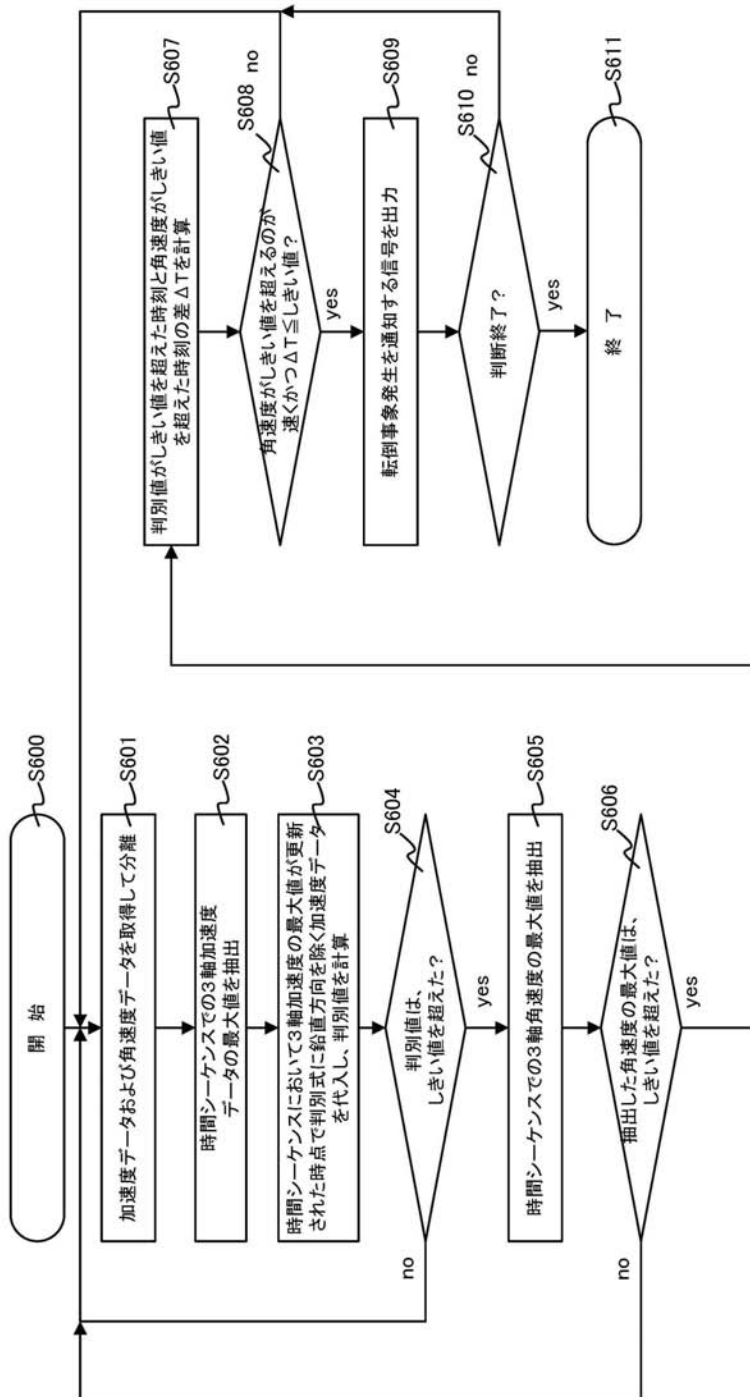 開 始
S600
加速度データおよび角速度データを取得して分離
S601
時間シーケンスでの3軸加速度
データの最大値を抽出
S602
時間シーケンスにおいて3軸加速度の最大値が更新
された時点で判別式に鉛直方向を除く加速度データ
を代入し、判別値を計算
S603
判別値は、
しきい値を超えた？
S604
no
yes
時間シーケンスでの3軸角速度の最大値を抽出
S605
抽出した角速度の最大値は、
しきい値を超えた？
S606
no
yes
判別値がしきい値を超えた時刻と角速度がしきい値
を超えた時刻の差ΔTを計算
S607
角速度がしきい値を超えるのが
速くかつΔT≦しきい値？
S608
no
yes
転倒事象発生を通知する信号を出力
S609
判断終了？
S610
no
yes
終 了
S611